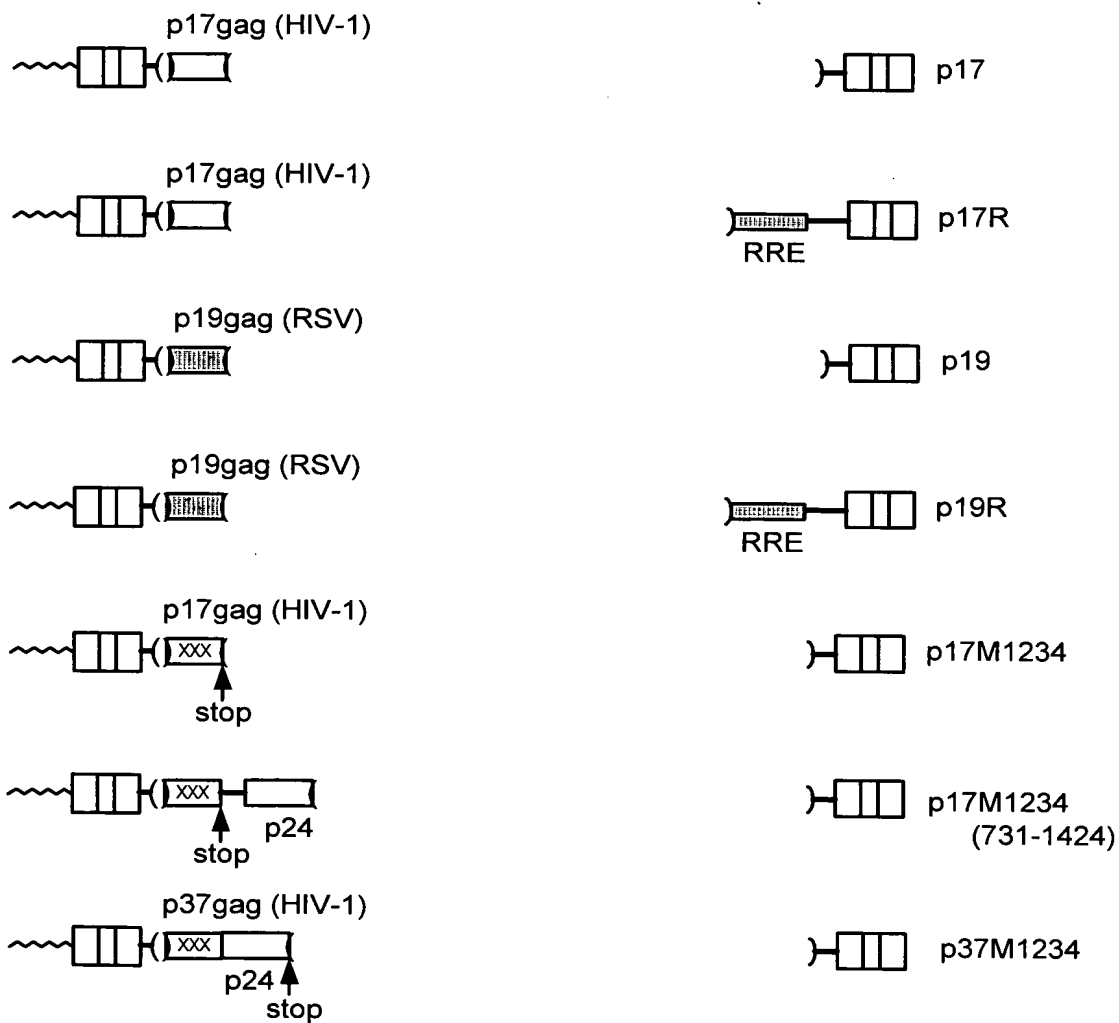 p17gag (HIV-1)
p17
p17gag (HIV-1)
p17R
RRE
p19gag (RSV)
p19
p19gag (RSV)
p19R
RRE
p17gag (HIV-1)
XXX
p17M1234
stop
XXX
p17M1234
p24
(731-1424)
stop
p37gag (HIV-1)
XXX
p37M1234
p24
stop